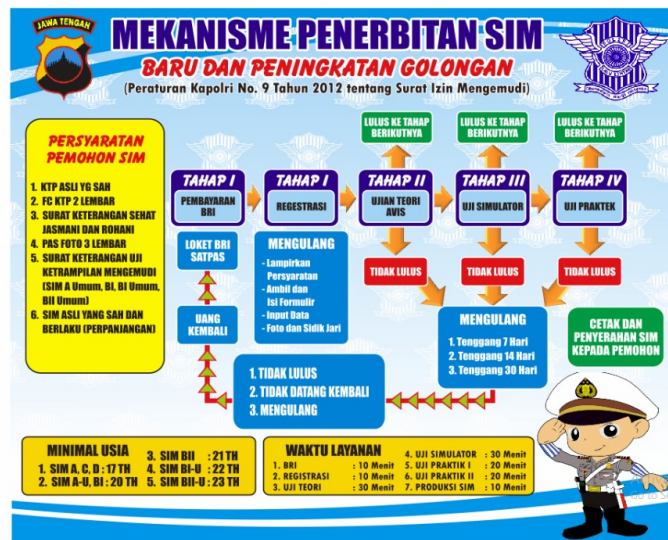 JAWA TENGAH
MEKANISME PENERBITAN SIM
BARU DAN PENINGKATAN GOLONGAN
(Peraturan Kapolri No. 9 Tahun 2012 tentang Surat Izin Mengemudi)
PERSYARATAN
PEMOHON SIM
1. KTP ASLI YG SAH
2. FC KTP 2 LEMBAR
3. SURAT KETERANGAN SEHAT
JASMANI DAN ROHANI
4. PAS FOTO 3 LEMBAR
5. SURAT KETERANGAN UJI
KETRAMPILAN MENGEMUDI
(SIM A Umum, BI, BI Umum,
BII Umum)
6. SIM ASLI YANG SAH DAN
BERLAKU (PERPANJANGAN)
LULUS KE TAHAP
BERIKUTNYA
LULUS KE TAHAP
BERIKUTNYA
LULUS KE TAHAP
BERIKUTNYA
TAHAP I
PEMBAYARAN
BRI
TAHAP I
REGESTRASI
TAHAP II
UJIAN TEORI
AVIS
TAHAP III
UJI SIMULATOR
TAHAP IV
UJI PRAKTEK
LOKET BRI
SATPAS
UANG
KEMBALI
MENGULANG
- Lampirkan
Persyaratan
- Ambil dan
Isi Formulir
- Input Data
- Foto dan Sidik Jari
TIDAK LULUS
TIDAK LULUS
TIDAK LULUS
MENGULANG
1. Tenggang 7 Hari
2. Tenggang 14 Hari
3. Tenggang 30 Hari
CETAK DAN
PENYERAHAN SIM
KEPADA PEMOHON
1. TIDAK LULUS
2. TIDAK DATANG KEMBALI
3. MENGULANG
MINIMAL USIA
1. SIM A, C, D : 17 TH
2. SIM A-U, BI : 20 TH
3. SIM BII : 21 TH
4. SIM BI-U : 22 TH
5. SIM BII-U : 23 TH
WAKTU LAYANAN
1. BRI : 10 Menit
2. REGISTRASI : 10 Menit
3. UJI TEORI : 30 Menit
4. UJI SIMULATOR : 30 Menit
5. UJI PRAKTIK I : 20 Menit
6. UJI PRAKTIK II : 20 Menit
7. PRODUKSI SIM : 10 Menit